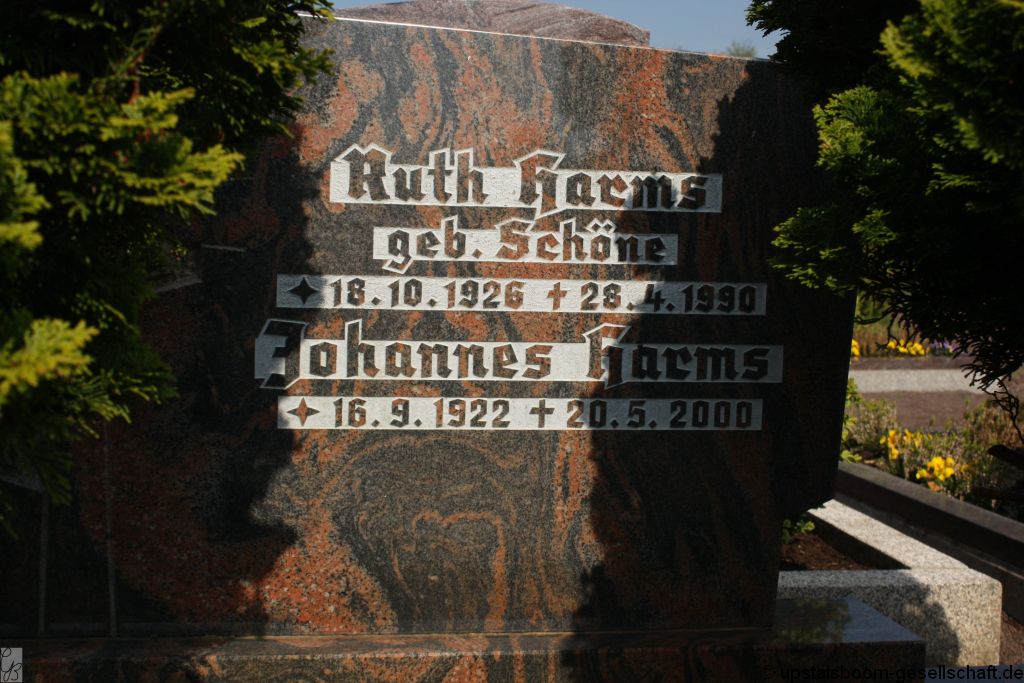 Ruth Harms
geb. Schöne
✦ 18.10.1926 ✝ 28.4.1990
Johannes Harms
✦ 16.9.1922 ✝ 20.5.2000
© upstalsboom-gesellschaft.de